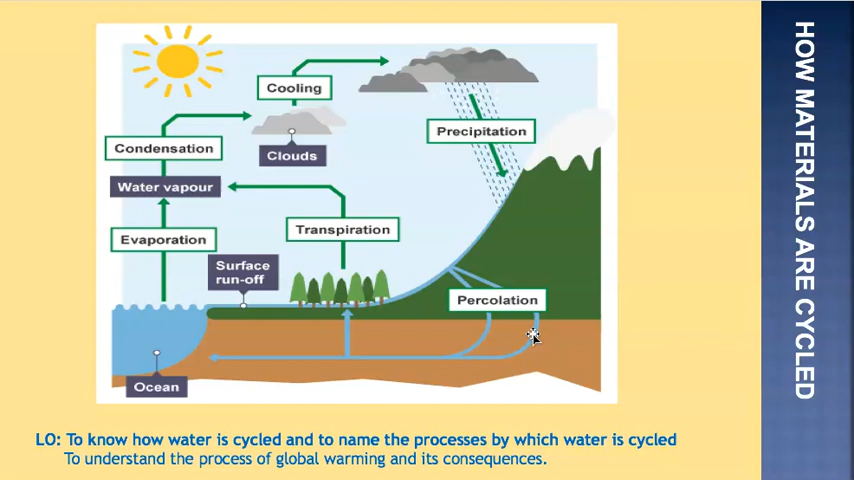 HOW MATERIALS ARE CYCLED
Cooling
Precipitation
Condensation
Clouds
Water vapour
Evaporation
Transpiration
Surface
run-off
Percolation
Ocean
LO: To know how water is cycled and to name the processes by which water is cycled
To understand the process of global warming and its consequences.